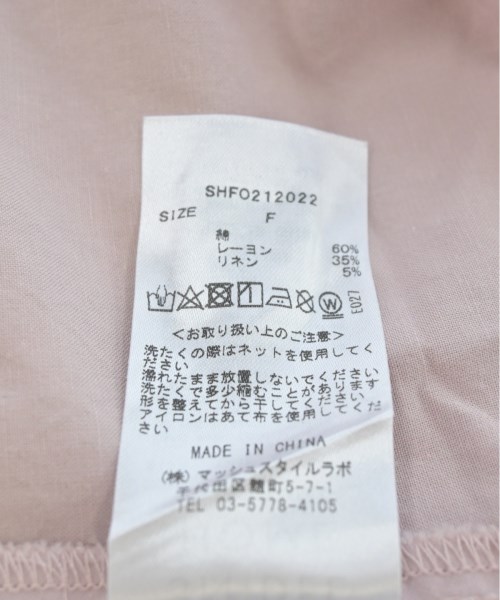 SHFO212022
SIZE F
綿 60%
レーヨン 35%
リネン 5%
E027
W
<お取り扱い上のご注意>
洗たくの際はネットを使用してく
ださい
濡れたまま放置しないでください
洗たくで多少縮むことがあります
形を整えてから干してください
アイロンはあて布を使用してくだ
さい
MADE IN CHINA
(株) マッシュスタイルラボ
千代田区麹町5-7-1
TEL 03-5778-4105